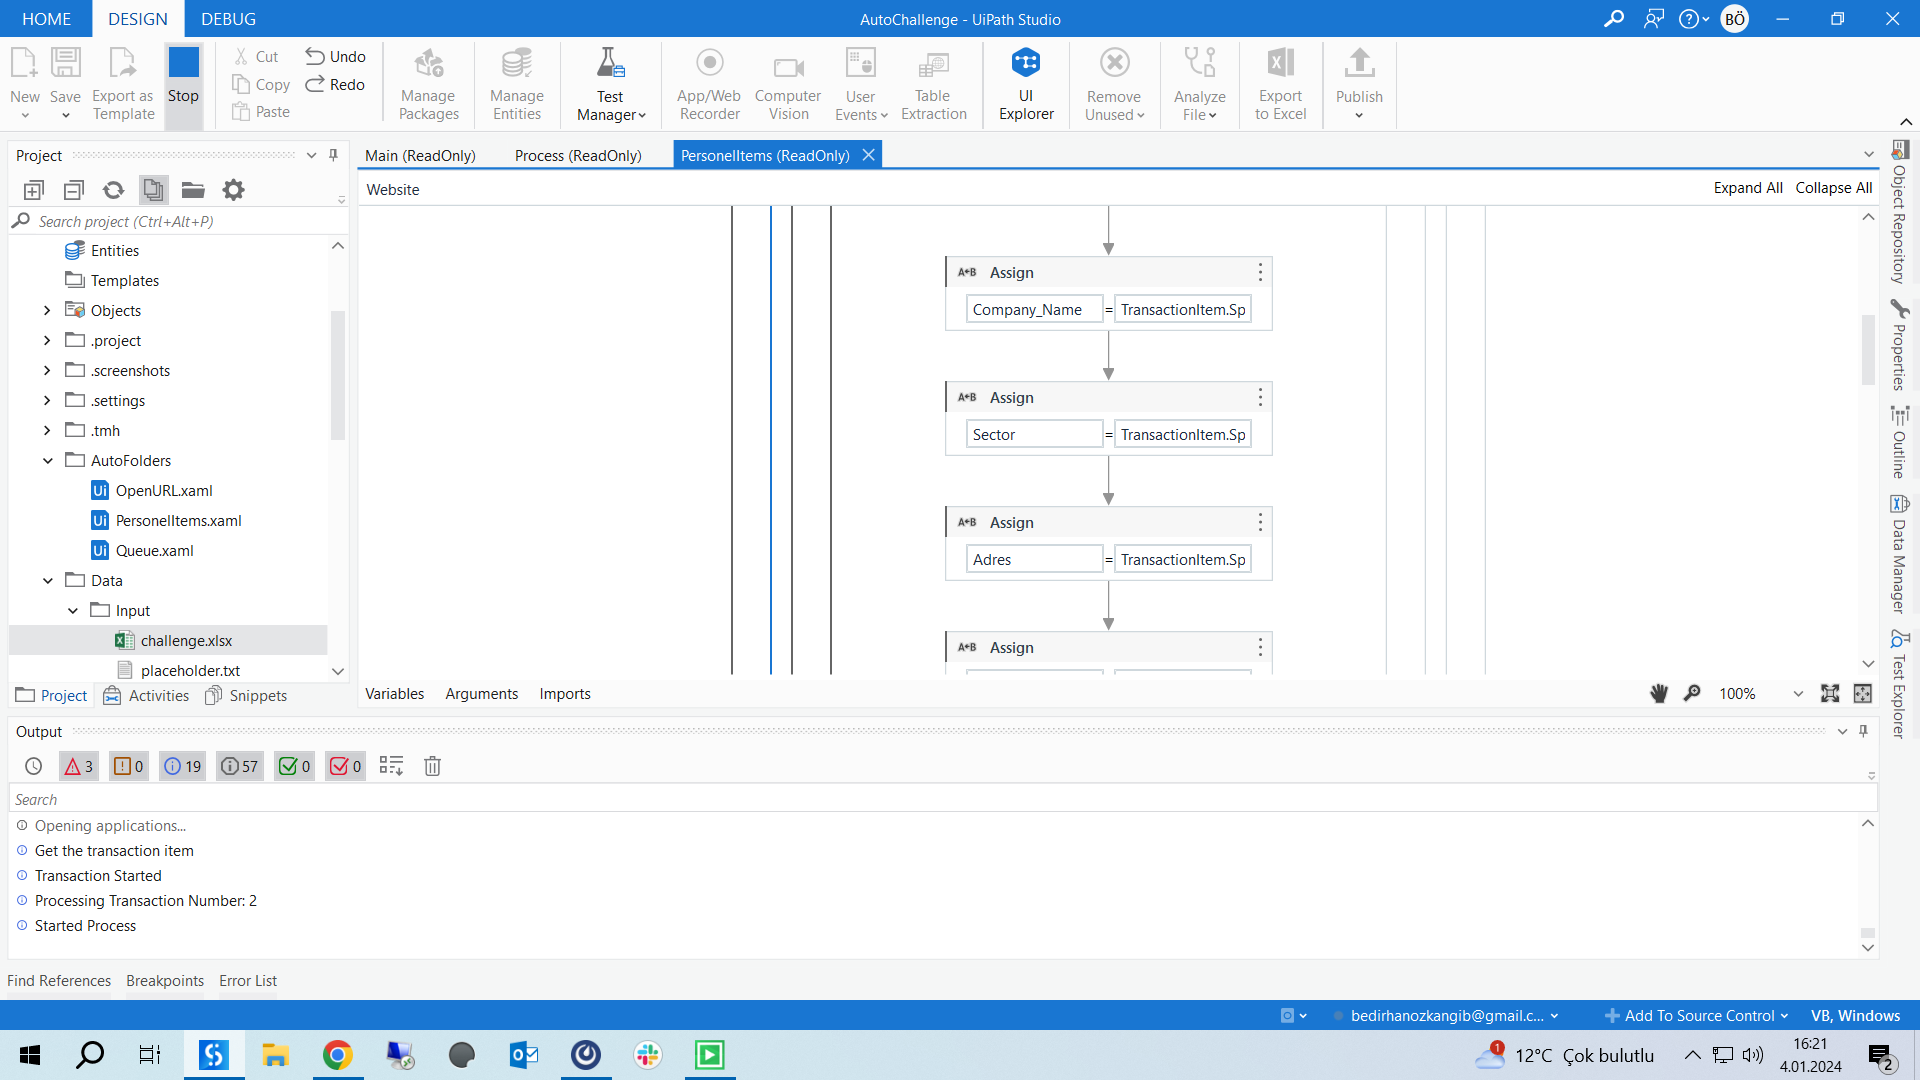 HOME DESIGN DEBUG AutoChallenge - UiPath Studio BÖ
New Save Export as Template Stop Cut Copy Paste Undo Redo Manage Packages Manage Entities Test Manager App/Web Recorder Computer Vision User Events Table Extraction UI Explorer Remove Unused Analyze File Export to Excel Publish
Project
Search project (Ctrl+Alt+P)
Entities
Templates
Objects
.project
.screenshots
.settings
.tmh
AutoFolders
Ui OpenURL.xaml
Ui PersonelItems.xaml
Ui Queue.xaml
Data
Input
challenge.xlsx
placeholder.txt
Project Activities Snippets
Main (ReadOnly) Process (ReadOnly) PersonelItems (ReadOnly)
Website Expand All Collapse All
A+B Assign
Company_Name = TransactionItem.Sp
A+B Assign
Sector = TransactionItem.Sp
A+B Assign
Adres = TransactionItem.Sp
A+B Assign
Variables Arguments Imports 100%
Object Repository
Properties
Outline
Data Manager
Test Explorer
Output
3 0 19 57 0 0
Search
Opening applications...
Get the transaction item
Transaction Started
Processing Transaction Number: 2
Started Process
Find References Breakpoints Error List
bedirhanozkangib@gmail.c... Add To Source Control VB, Windows
1 12°C Çok bulutlu 16:21
4.01.2024 2